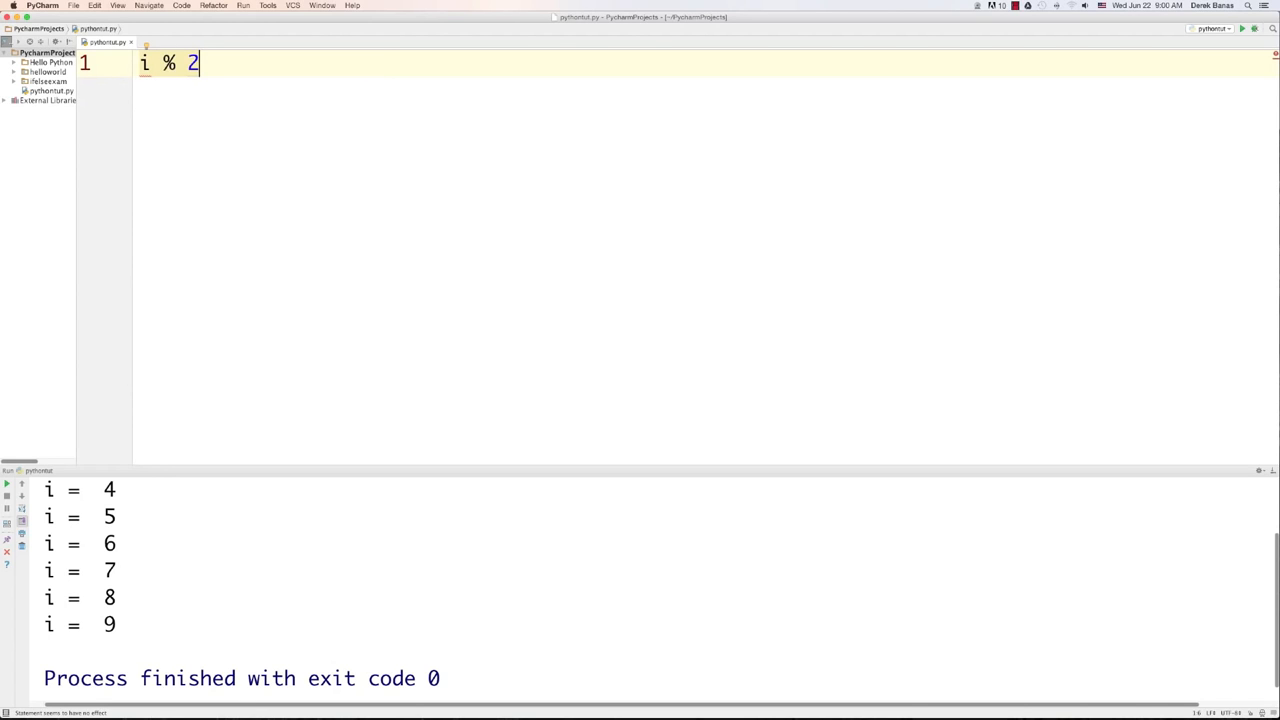 PyCharm File Edit View Navigate Code Refactor Run Tools VCS Window Help 10 Wed Jun 22 9:00 AM Derek Banas
pythontut.py - PycharmProjects - [~/PycharmProjects]
PycharmProjects pythontut.py pythontut
pythontut.py
PycharmProject
Hello Python
helloworld
ifelseexam
pythontut.py
External Librarie
1 i % 2
Run pythontut
i = 4
i = 5
i = 6
i = 7
i = 8
i = 9
Process finished with exit code 0
Statement seems to have no effect 1:6 LF÷ UTF-8÷